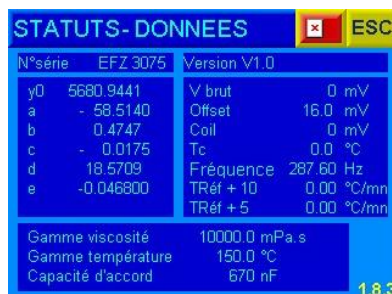 STATUTS-DONNEES
ESC
N°série EFZ 3075 Version V1.0
y0 5680.9441
a - 58.5140
b 0.4747
c - 0.0175
d 18.5709
e -0.046800
V brut 0 mV
Offset 16.0 mV
Coil 0 mV
Tc 0.0 °C
Fréquence 287.60 Hz
TRéf + 10 0.00 °C/mn
TRéf + 5 0.00 °C/mn
Gamme viscosité 10000.0 mPa.s
Gamme température 150.0 °C
Capacité d'accord 670 nF